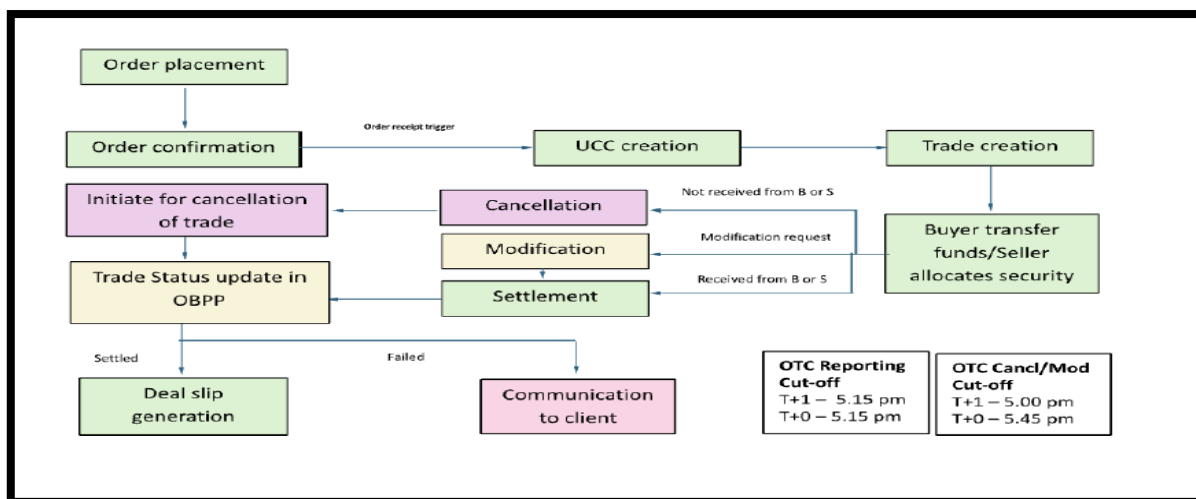 Order placement
Order confirmation
Order receipt trigger
UCC creation
Trade creation
Initiate for cancellation
of trade
Cancellation
Not received from B or S
Modification
Modification request
Buyer transfer
funds/Seller
allocates security
Trade Status update in
OBPP
Settlement
Received from B or S
Settled
Failed
Deal slip
generation
Communication
to client
OTC Reporting
Cut-off
T+1 – 5.15 pm
T+0 – 5.15 pm
OTC Cancl/Mod
Cut-off
T+1 – 5.00 pm
T+0 – 5.45 pm